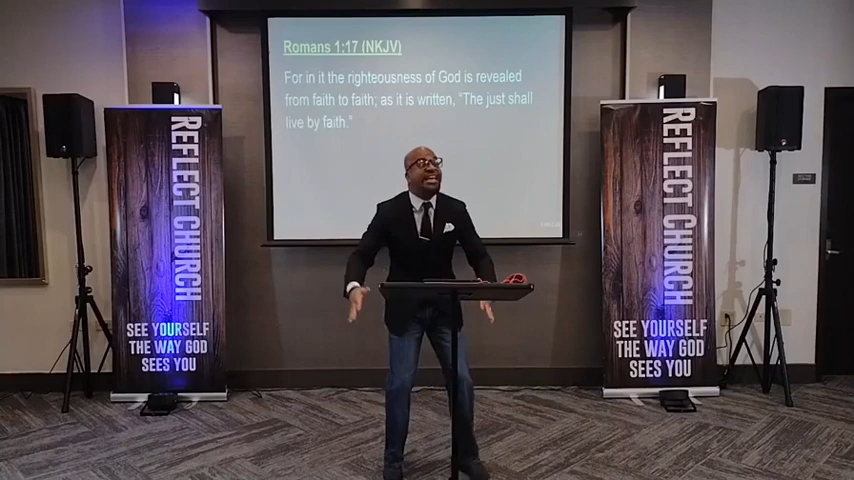 Romans 1:17 (NKJV)
For in it the righteousness of God is revealed
from faith to faith; as it is written, "The just shall
live by faith."
REFLECT CHURCH
SEE YOURSELF
THE WAY GOD
SEES YOU
REFLECT CHURCH
SEE YOURSELF
THE WAY GOD
SEES YOU